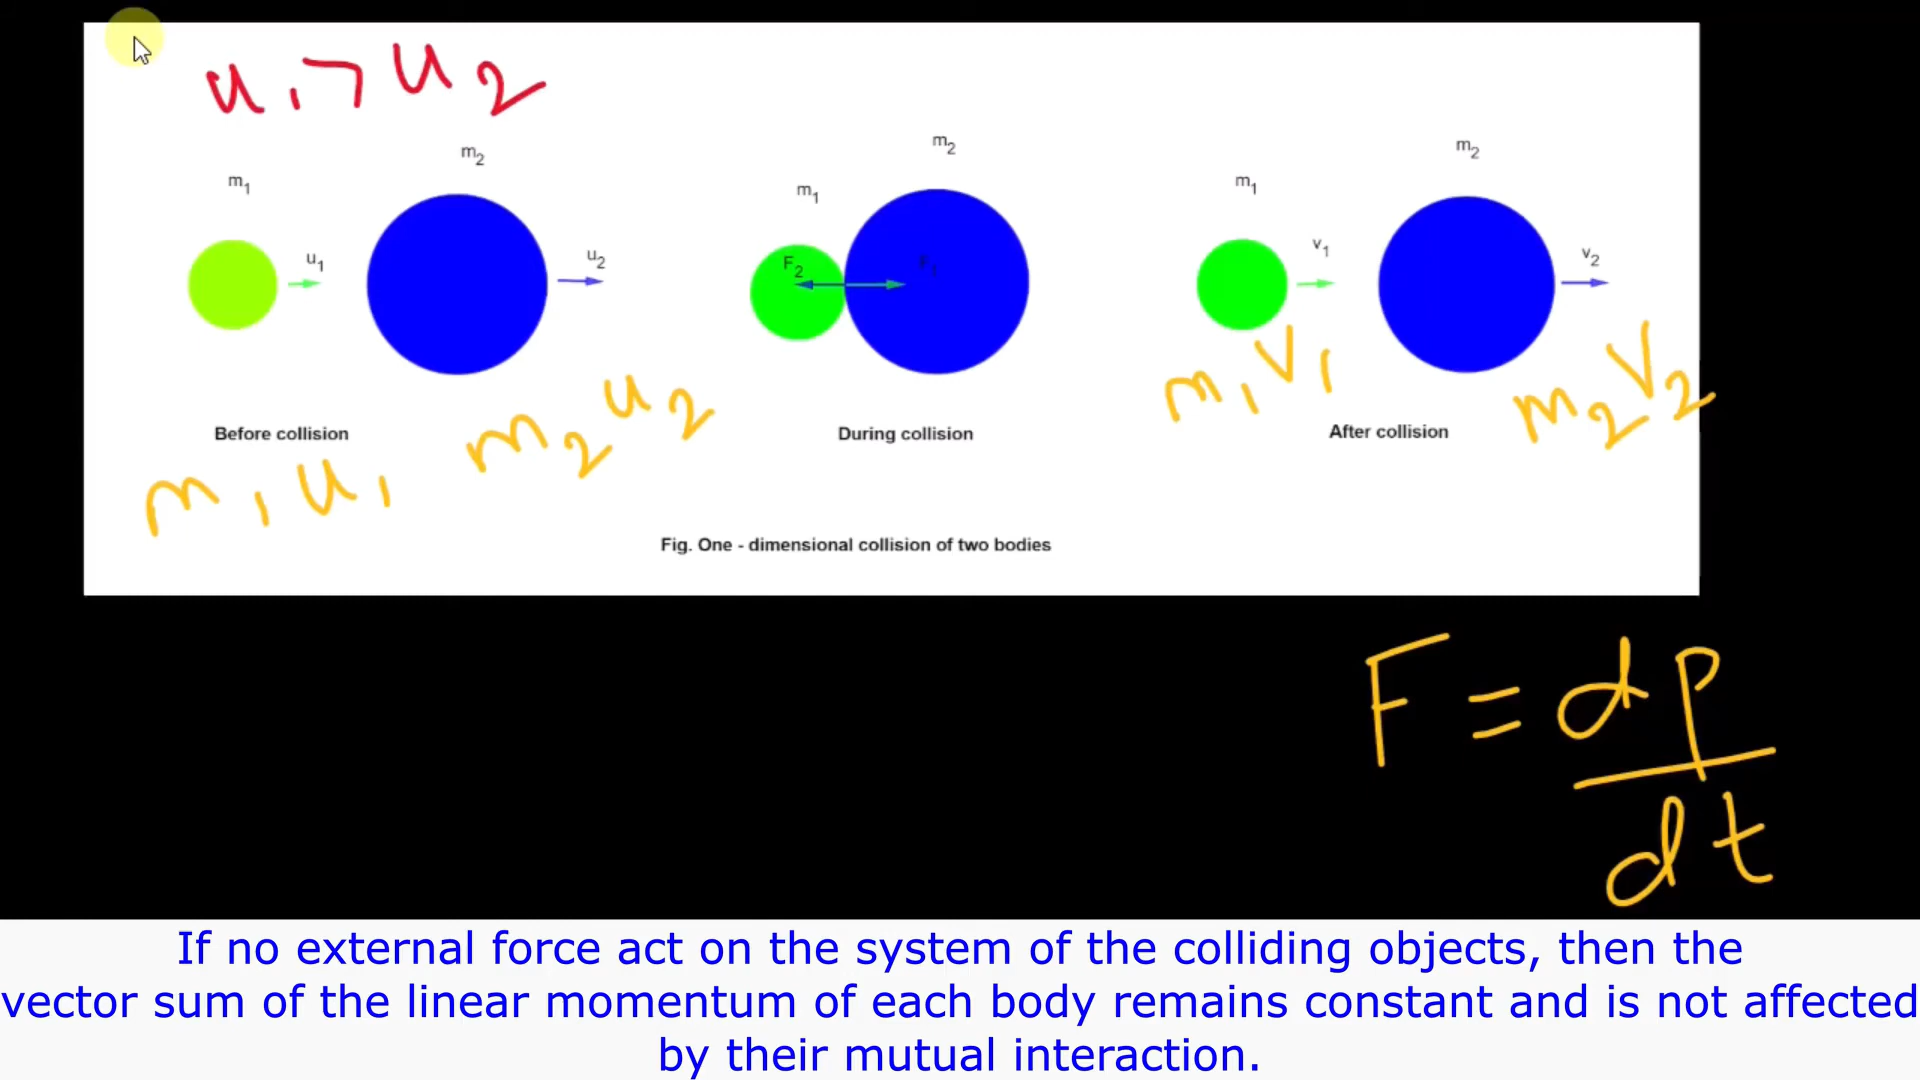 u₁ > u₂
m₂
m₂
m₂
m₁
m₁
m₁
u₁
u₂
F₂
F₁
v₁
v₂
m₁v₁
m₂v₂
m₂u₂
Before collision
During collision
After collision
m₁u₁
Fig. One - dimensional collision of two bodies
F = dp
dt
If no external force act on the system of the colliding objects, then the
vector sum of the linear momentum of each body remains constant and is not affected
by their mutual interaction.